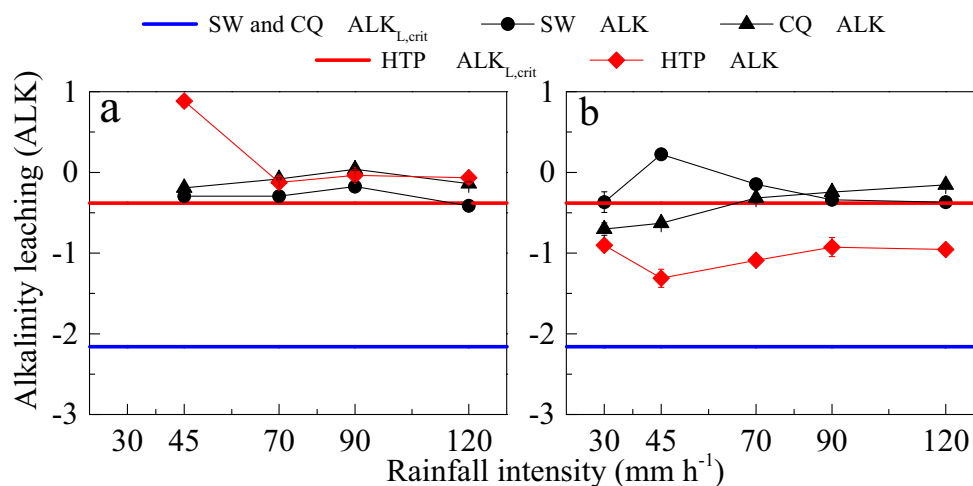 SW and CQ ALK_L,crit SW ALK CQ ALK
HTP ALK_L,crit HTP ALK
Alkalinity leaching (ALK)
a b
1 1
0 0
-1 -1
-2 -2
-3 -3
30 45 70 90 120 30 45 70 90 120
Rainfall intensity (mm h⁻¹)